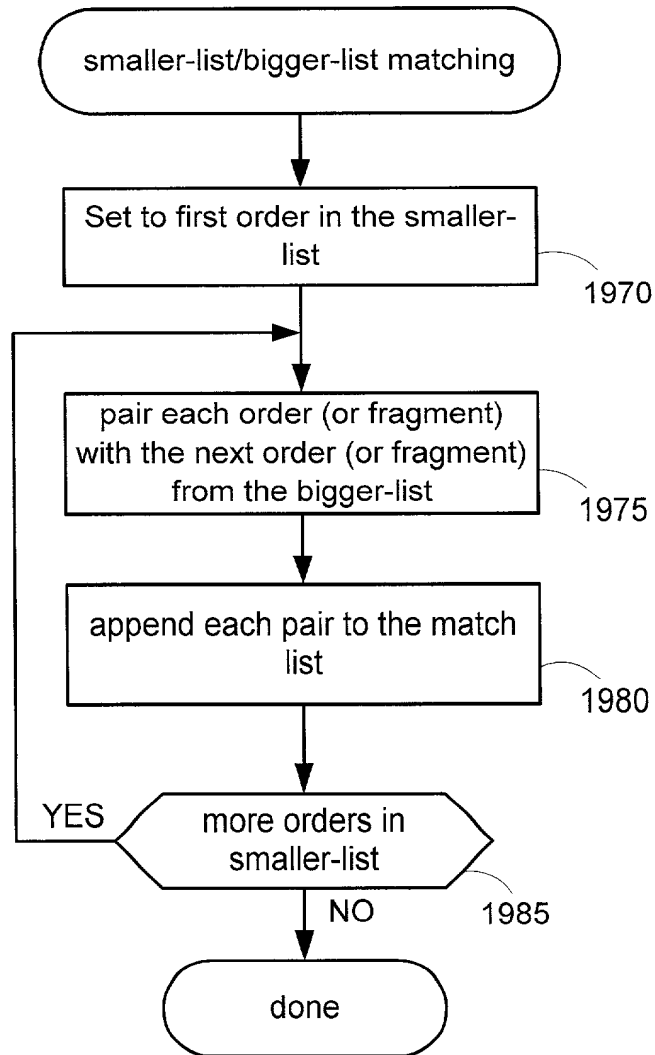 smaller-list/bigger-list matching
Set to first order in the smaller-
list
1970
pair each order (or fragment)
with the next order (or fragment)
from the bigger-list
1975
append each pair to the match
list
1980
YES
more orders in
smaller-list
1985
NO
done